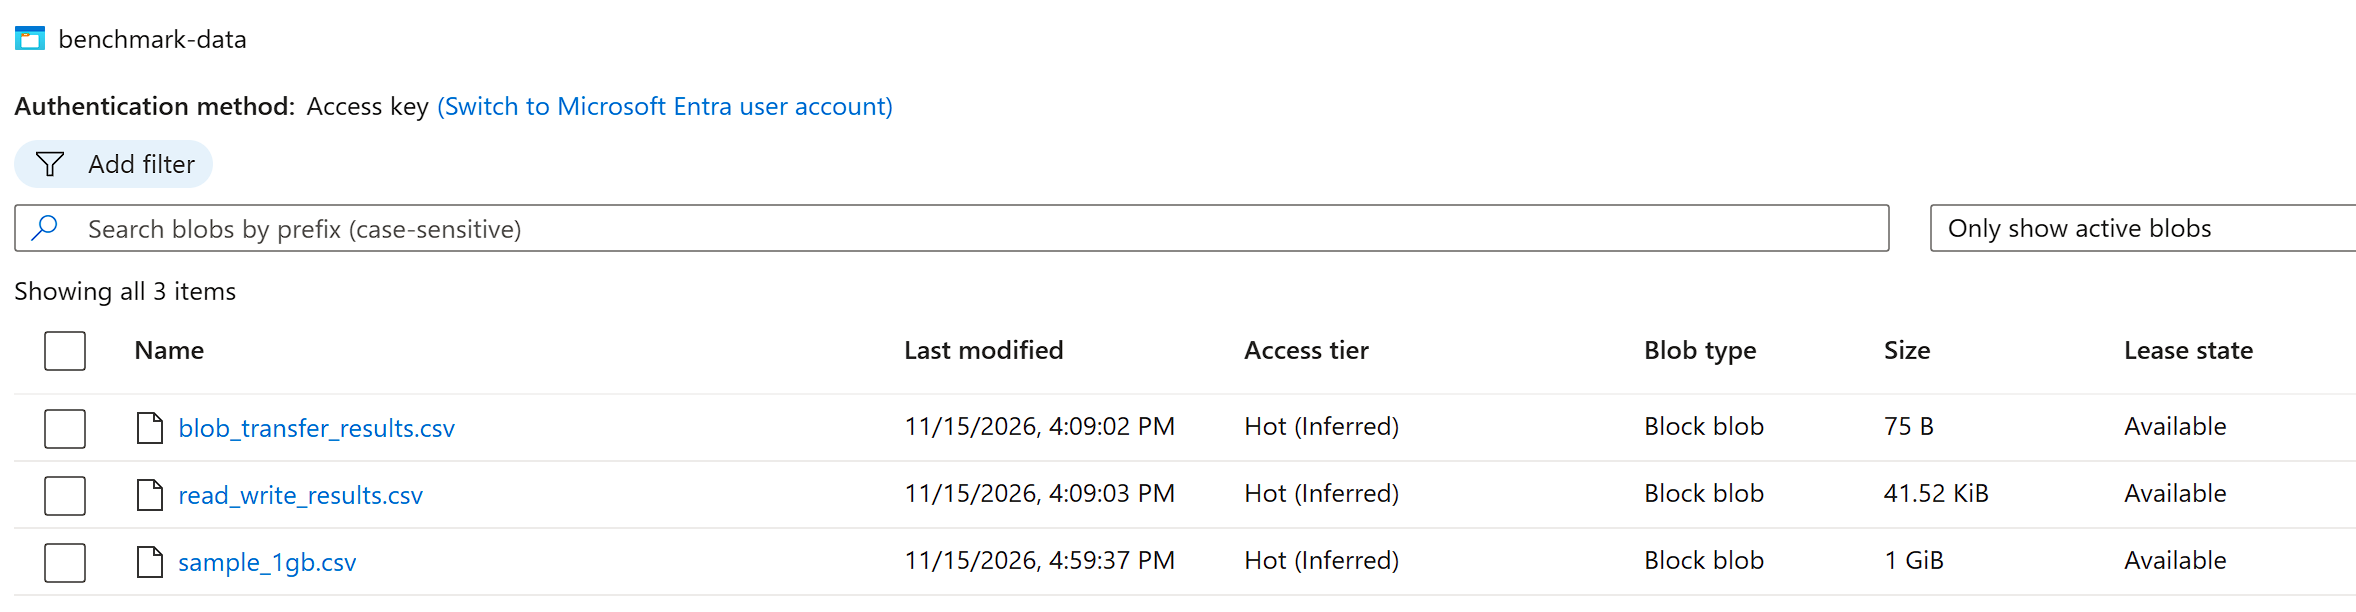 benchmark-data
Authentication method: Access key (Switch to Microsoft Entra user account)
Add filter
Search blobs by prefix (case-sensitive) Only show active blobs
Showing all 3 items
Name Last modified Access tier Blob type Size Lease state
blob_transfer_results.csv 11/15/2026, 4:09:02 PM Hot (Inferred) Block blob 75 B Available
read_write_results.csv 11/15/2026, 4:09:03 PM Hot (Inferred) Block blob 41.52 KiB Available
sample_1gb.csv 11/15/2026, 4:59:37 PM Hot (Inferred) Block blob 1 GiB Available